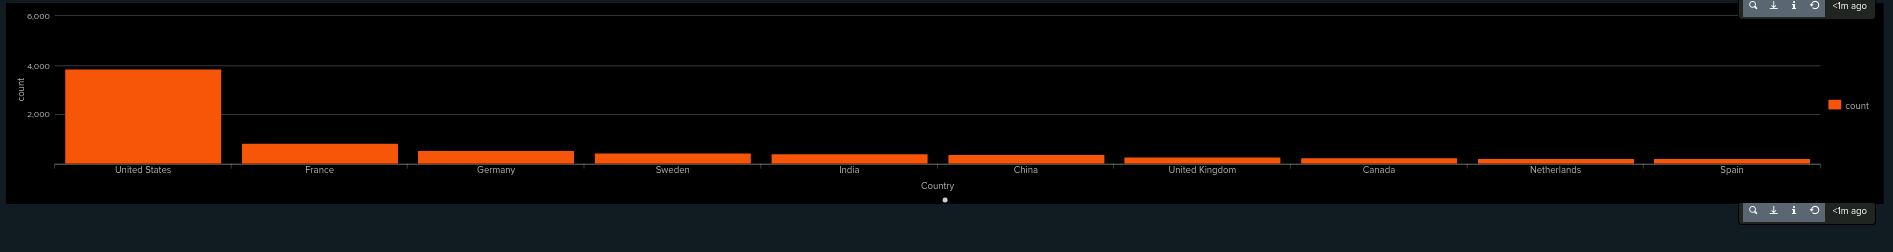 <1m ago
6,000
4,000
2,000
count
count
United States France Germany Sweden India China United Kingdom Canada Netherlands Spain
Country
<1m ago